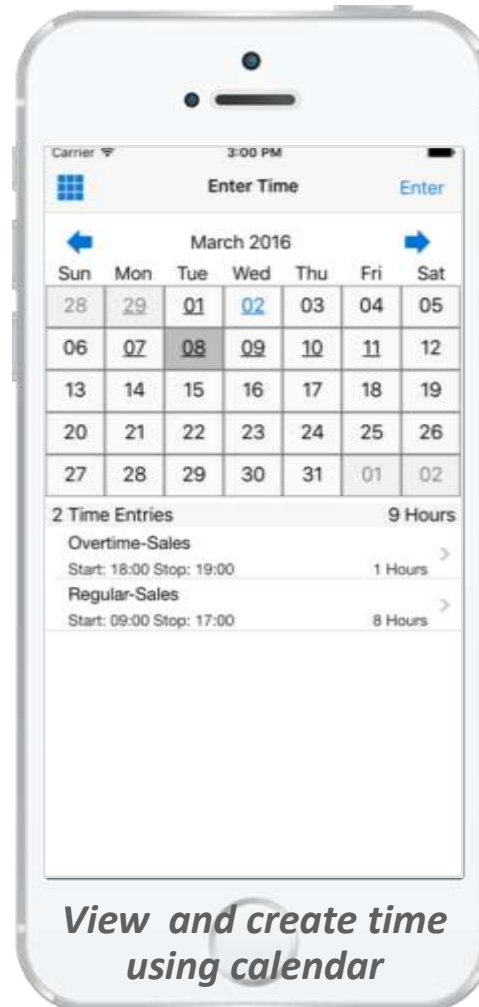 Carrier 3:00 PM
Enter Time Enter
March 2016
Sun Mon Tue Wed Thu Fri Sat
28 29 01 02 03 04 05
06 07 08 09 10 11 12
13 14 15 16 17 18 19
20 21 22 23 24 25 26
27 28 29 30 31 01 02
2 Time Entries 9 Hours
Overtime-Sales
Start: 18:00 Stop: 19:00 1 Hours
Regular-Sales
Start: 09:00 Stop: 17:00 8 Hours
View and create time
using calendar